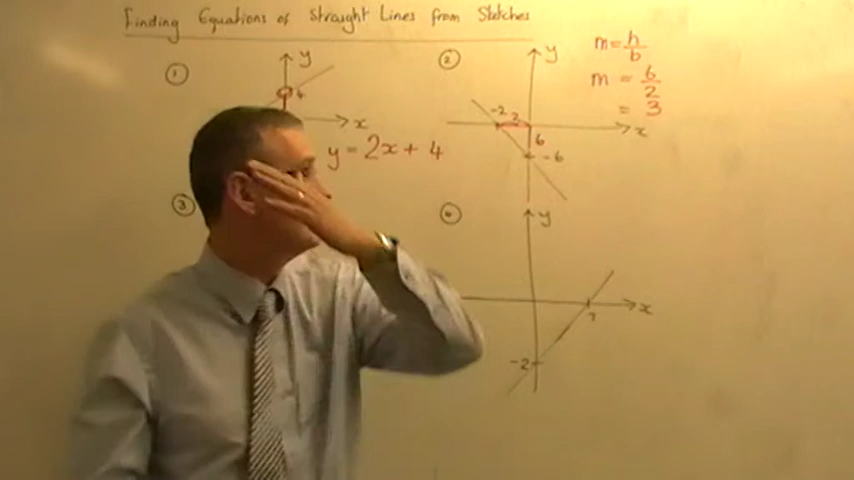 Finding Equations of Straight Lines from Sketches
①
y
4
x
y = 2x + 4
②
y
-2
2
x
6
-6
m = h/b
m = 6/2
= 3
③
y
x
-2